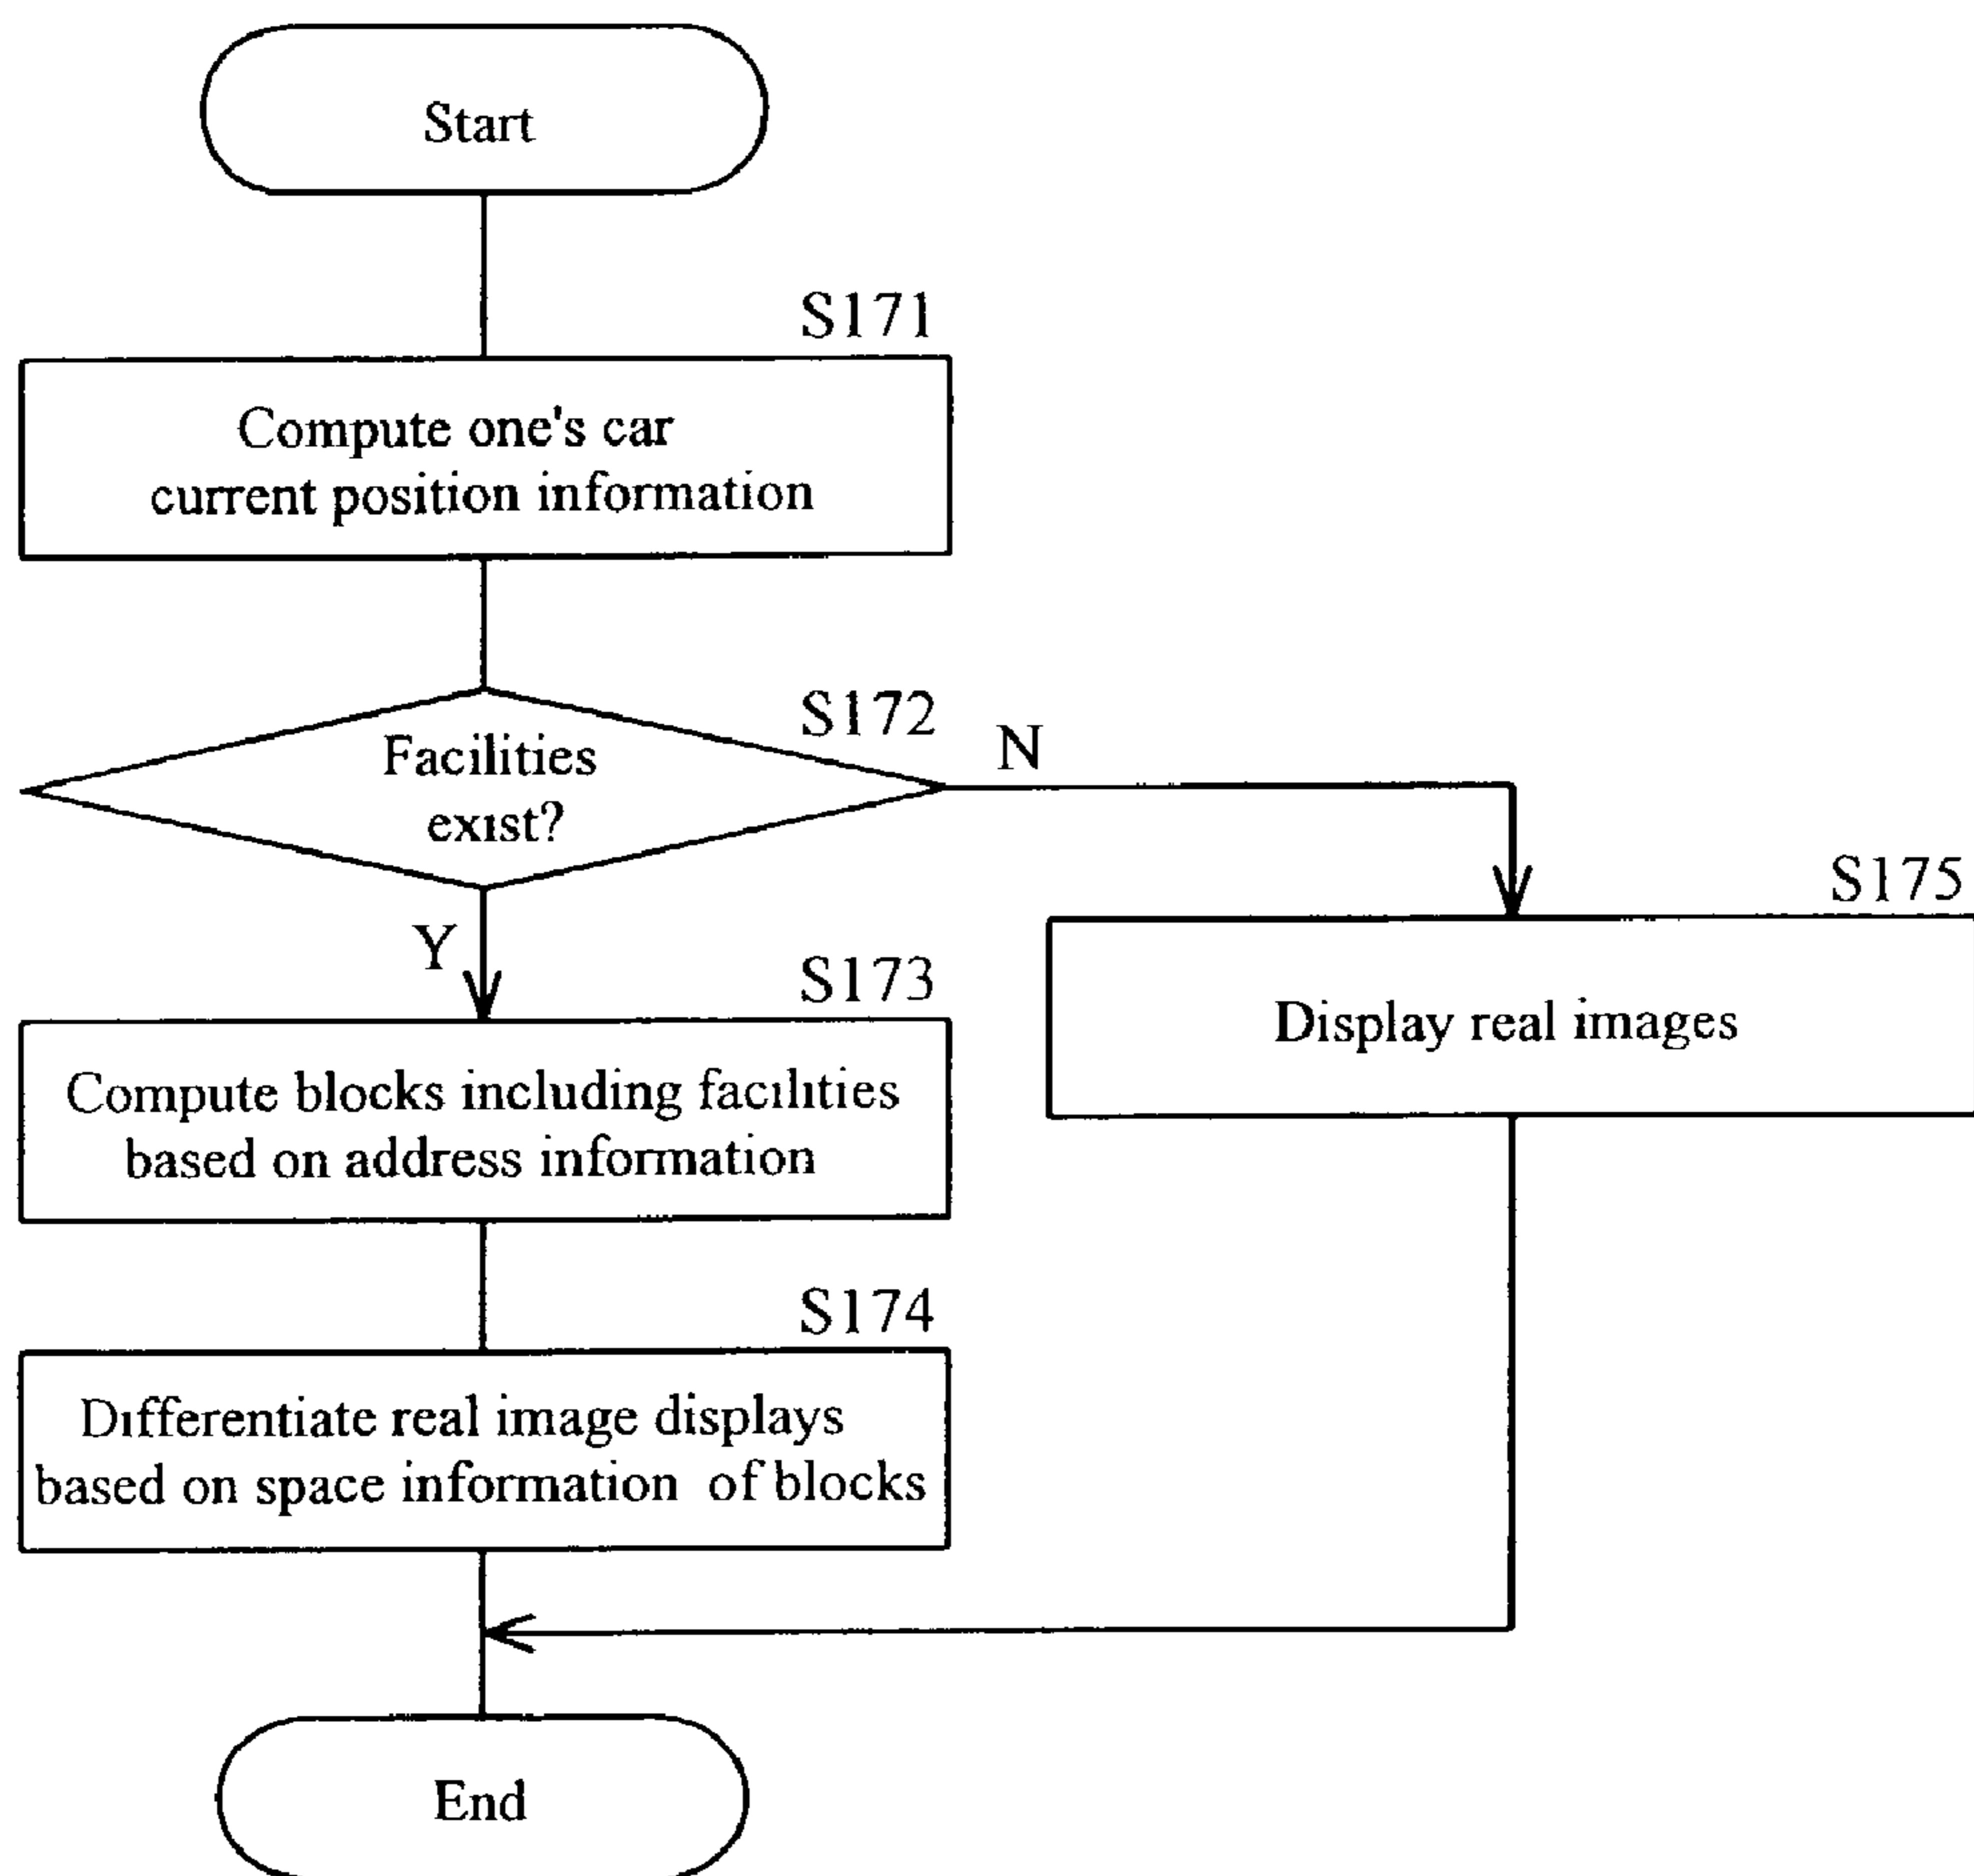 Start
S171
Compute one's car
current position information
S172
Facilities
exist?
N
Y
S175
Display real images
S173
Compute blocks including facilities
based on address information
S174
Differentiate real image displays
based on space information of blocks
End